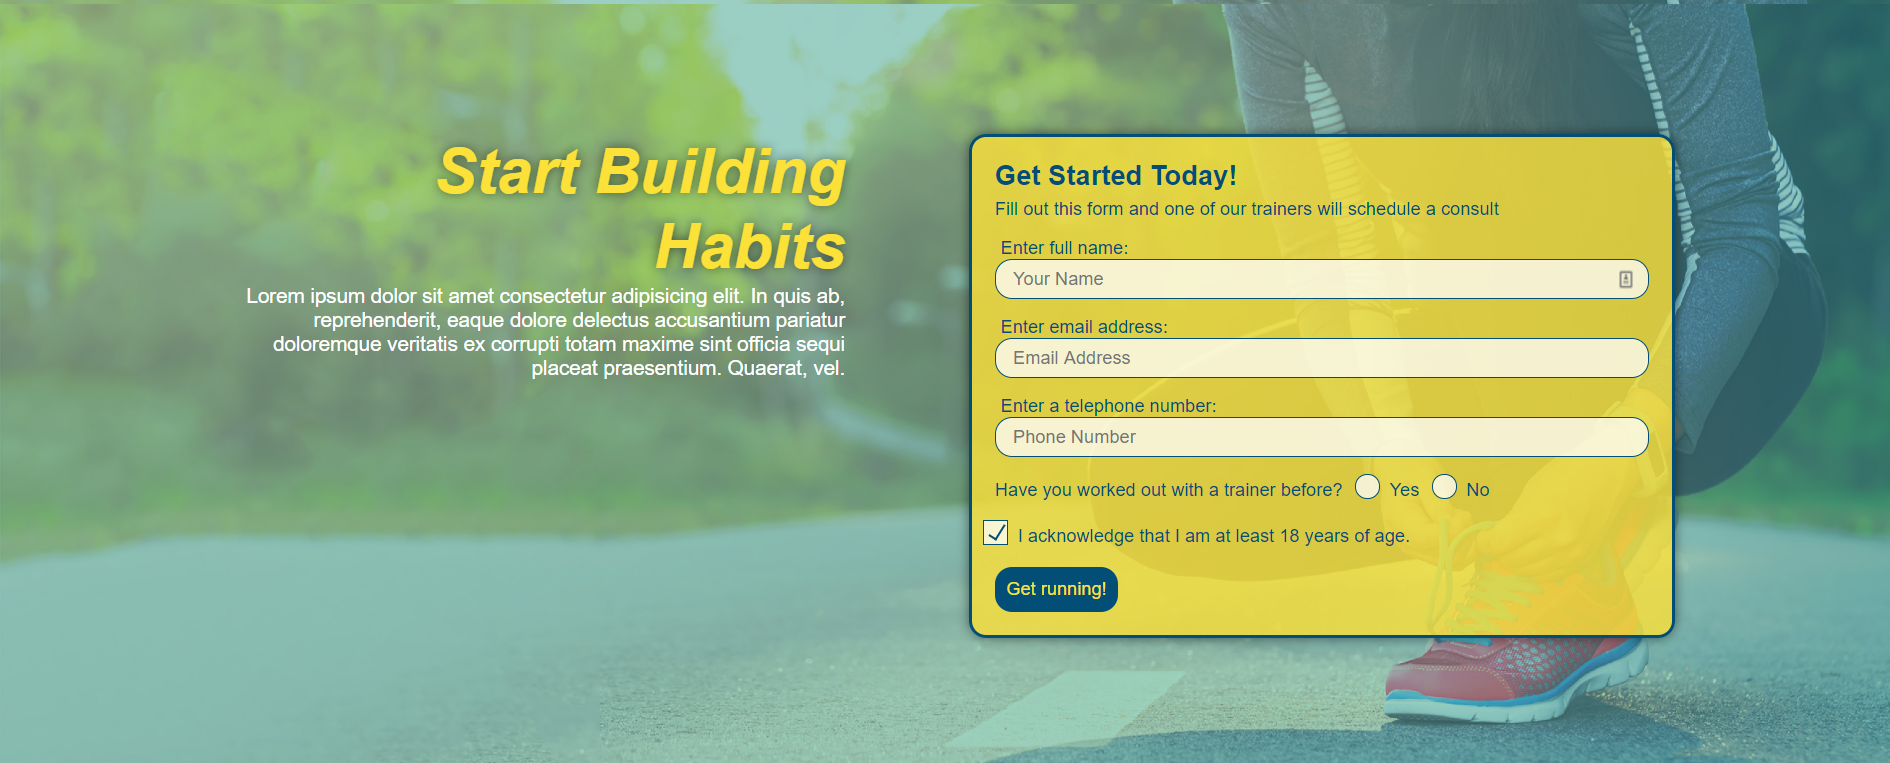 Start Building
Habits
Lorem ipsum dolor sit amet consectetur adipisicing elit. In quis ab,
reprehenderit, eaque dolore delectus accusantium pariatur
doloremque veritatis ex corrupti totam maxime sint officia sequi
placeat praesentium. Quaerat, vel.
Get Started Today!
Fill out this form and one of our trainers will schedule a consult
Enter full name:
Your Name
Enter email address:
Email Address
Enter a telephone number:
Phone Number
Have you worked out with a trainer before? Yes No
I acknowledge that I am at least 18 years of age.
Get running!